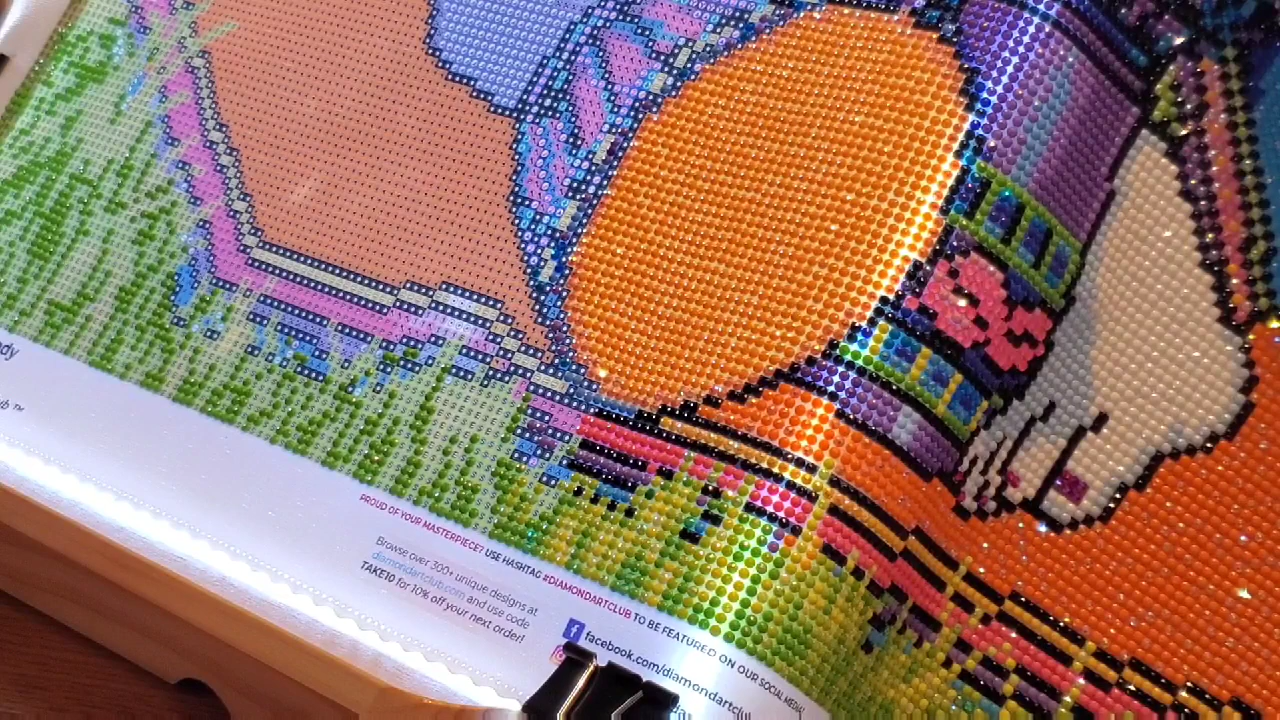 PROUD OF YOUR MASTERPIECE? USE HASHTAG #DIAMONDARTCLUB TO BE FEATURED ON OUR SOCIAL MEDIA!
Browse over 300+ unique designs at
diamondartclub.com and use code
TAKE10 for 10% off your next order!
facebook.com/diamondartclu